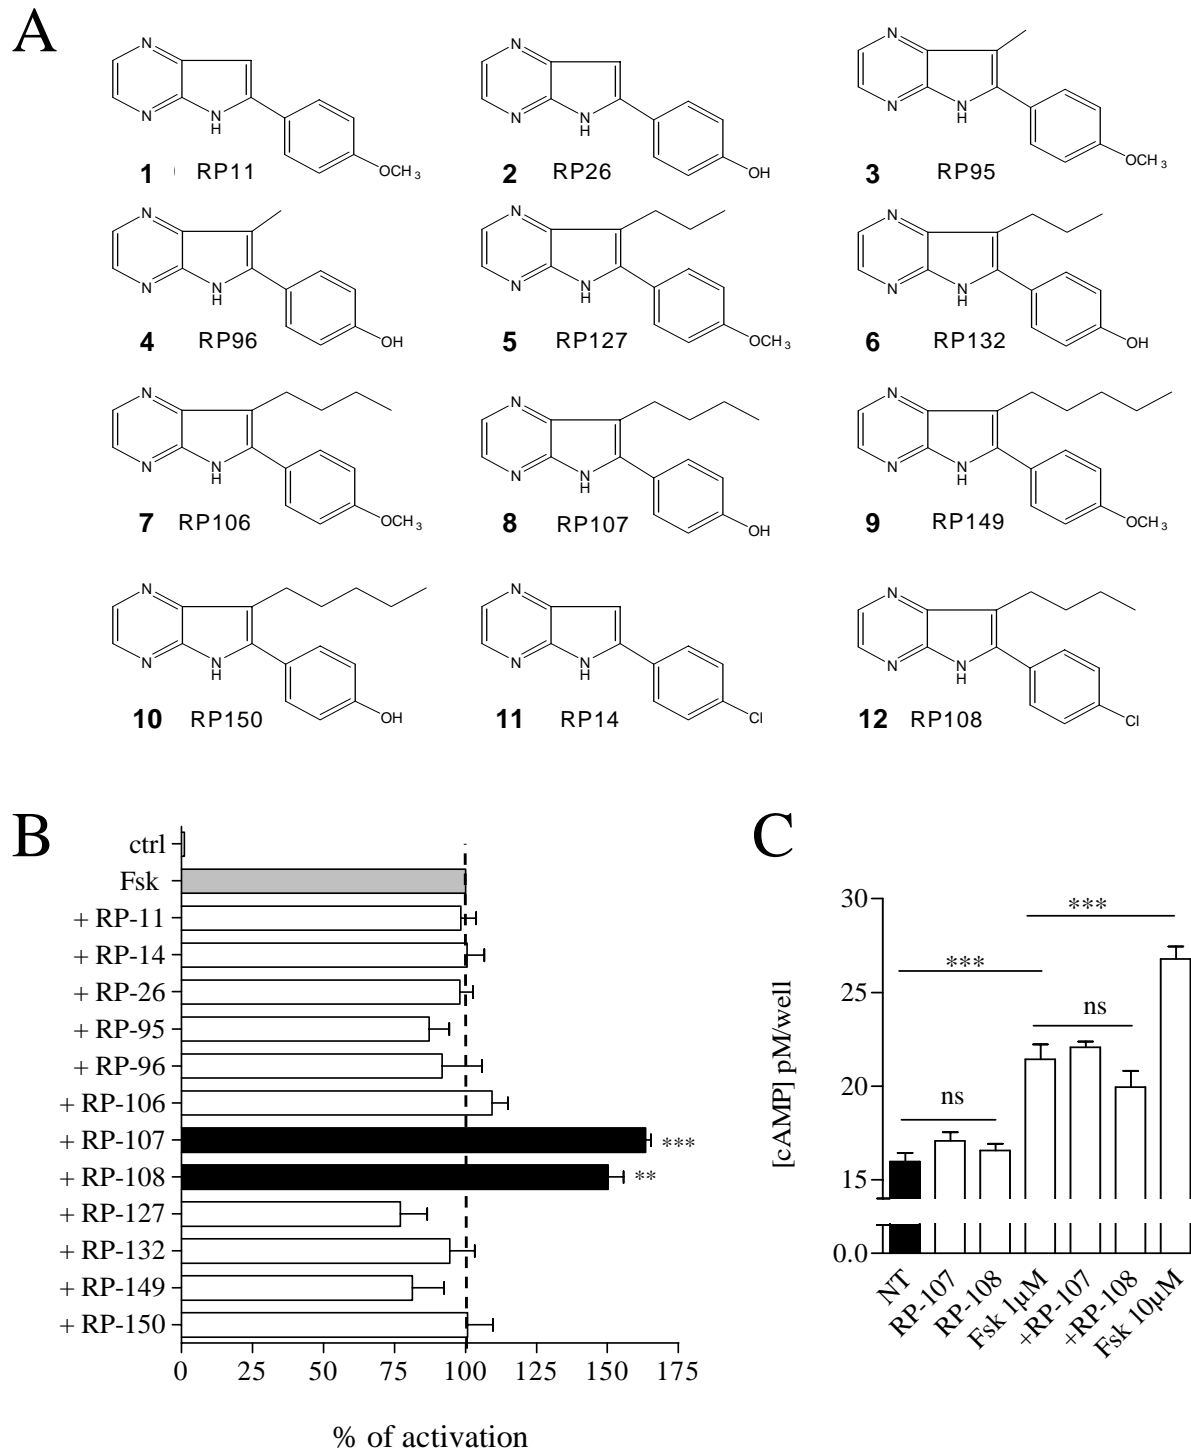 A
N N N H OCH3
1 RP11
N N N H OH
2 RP26
N N N H OCH3
3 RP95
N N N H OH
4 RP96
N N N H OCH3
5 RP127
N N N H OH
6 RP132
N N N H OCH3
7 RP106
N N N H OH
8 RP107
N N N H OCH3
9 RP149
N N N H OH
10 RP150
N N N H Cl
11 RP14
N N N H Cl
12 RP108
B
ctrl
Fsk
+ RP-11
+ RP-14
+ RP-26
+ RP-95
+ RP-96
+ RP-106
+ RP-107 ***
+ RP-108 **
+ RP-127
+ RP-132
+ RP-149
+ RP-150
0 25 50 75 100 125 150 175
% of activation
C
[cAMP] pM/well
30
25
20
15
0.0
***
***
ns
ns
NT
RP-107
RP-108
Fsk 1µM
+RP-107
+RP-108
Fsk 10µM